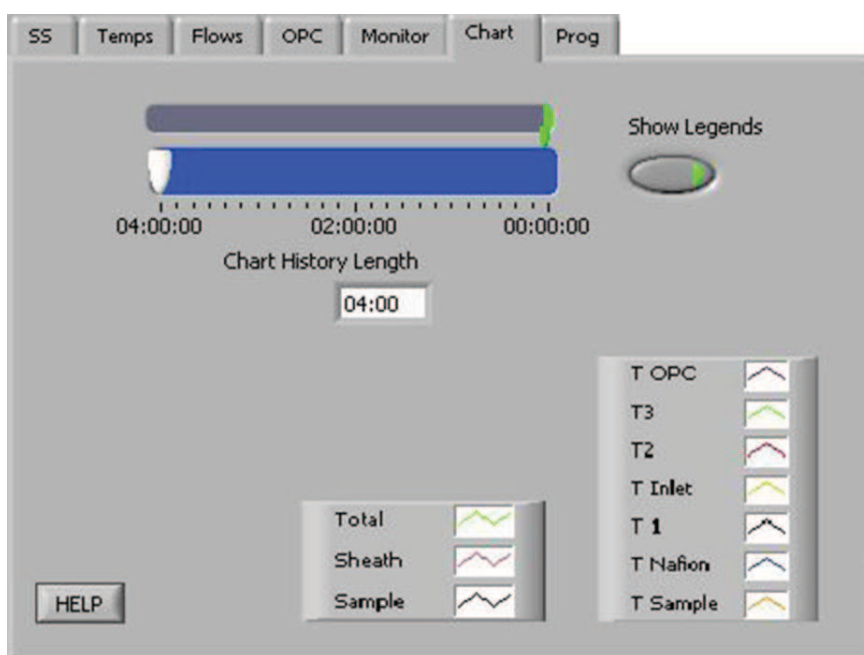 SS Temps Flows OPC Monitor Chart Prog
Show Legends
04:00:00 02:00:00 00:00:00
Chart History Length
04:00
T OPC
T3
T2
T Inlet
T 1
T Nafion
T Sample
Total
Sheath
Sample
HELP